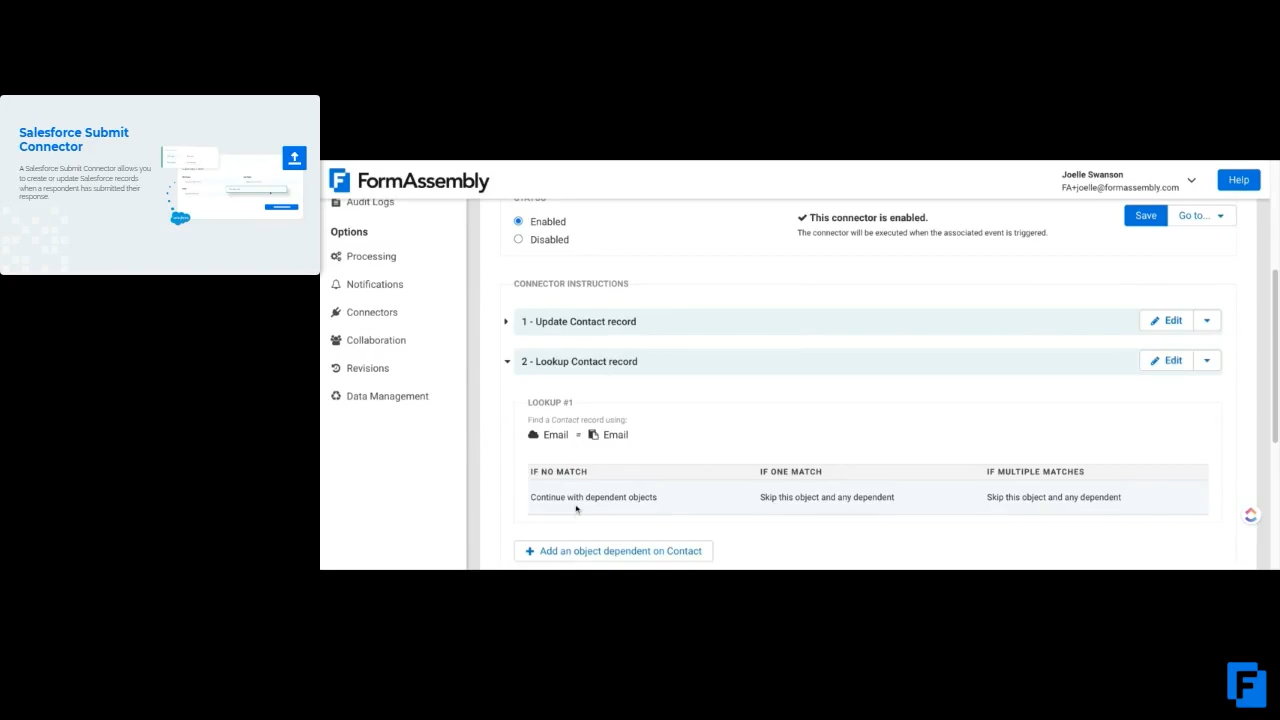 Salesforce Submit
Connector
A Salesforce Submit Connector allows you
to create or update Salesforce records
when a respondent has submitted their
response.
FormAssembly
Joelle Swanson
FA+joelle@formassembly.com
Help
Audit Logs
Options
Processing
Notifications
Connectors
Collaboration
Revisions
Data Management
STATUS
Enabled
Disabled
✔ This connector is enabled.
The connector will be executed when the associated event is triggered.
Save
Go to...
CONNECTOR INSTRUCTIONS
1 - Update Contact record
Edit
2 - Lookup Contact record
Edit
LOOKUP #1
Find a Contact record using:
Email = Email
IF NO MATCH IF ONE MATCH IF MULTIPLE MATCHES
Continue with dependent objects Skip this object and any dependent Skip this object and any dependent
+ Add an object dependent on Contact